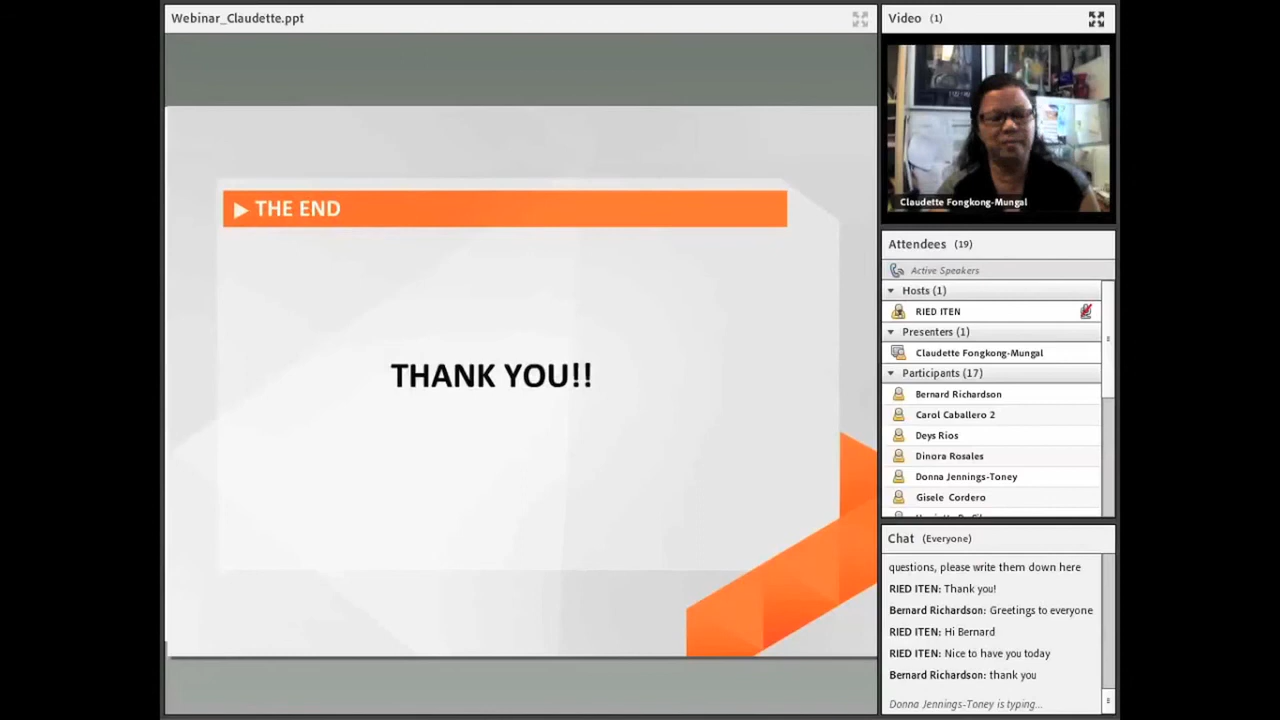 Webinar_Claudette.ppt
THE END
THANK YOU!!
Video (1)
Claudette Fongkong-Mungal
Attendees (19)
Active Speakers
Hosts (1)
RIED ITEN
Presenters (1)
Claudette Fongkong-Mungal
Participants (17)
Bernard Richardson
Carol Caballero 2
Deys Rios
Dinora Rosales
Donna Jennings-Toney
Gisele Cordero
Chat (Everyone)
questions, please write them down here
RIED ITEN: Thank you!
Bernard Richardson: Greetings to everyone
RIED ITEN: Hi Bernard
RIED ITEN: Nice to have you today
Bernard Richardson: thank you
Donna Jennings-Toney is typing...